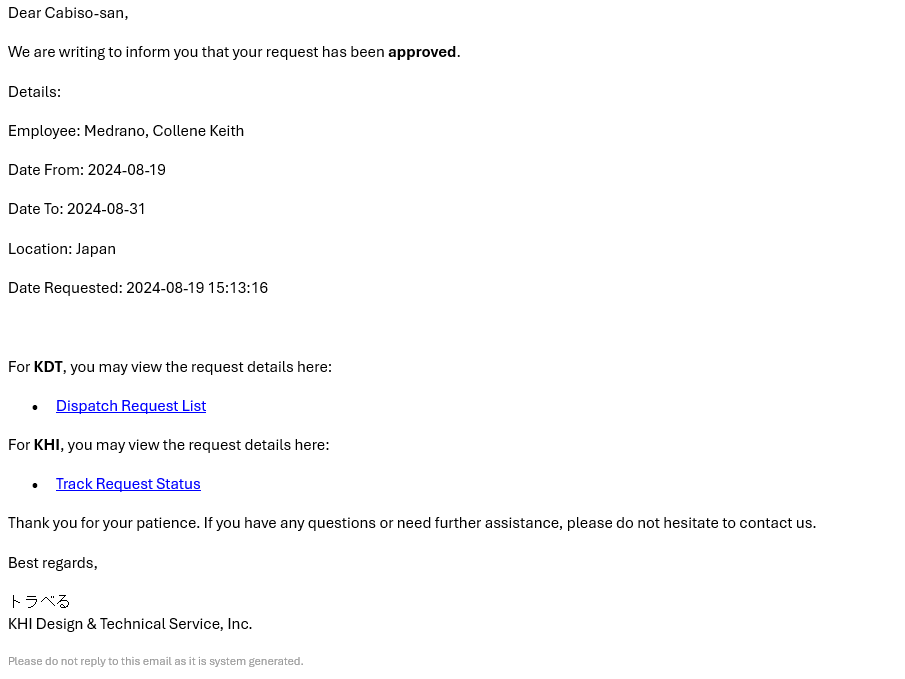 Dear Cabiso-san,
We are writing to inform you that your request has been approved.
Details:
Employee: Medrano, Collene Keith
Date From: 2024-08-19
Date To: 2024-08-31
Location: Japan
Date Requested: 2024-08-19 15:13:16
For KDT, you may view the request details here:
• Dispatch Request List
For KHI, you may view the request details here:
• Track Request Status
Thank you for your patience. If you have any questions or need further assistance, please do not hesitate to contact us.
Best regards,
トラべる
KHI Design & Technical Service, Inc.
Please do not reply to this email as it is system generated.